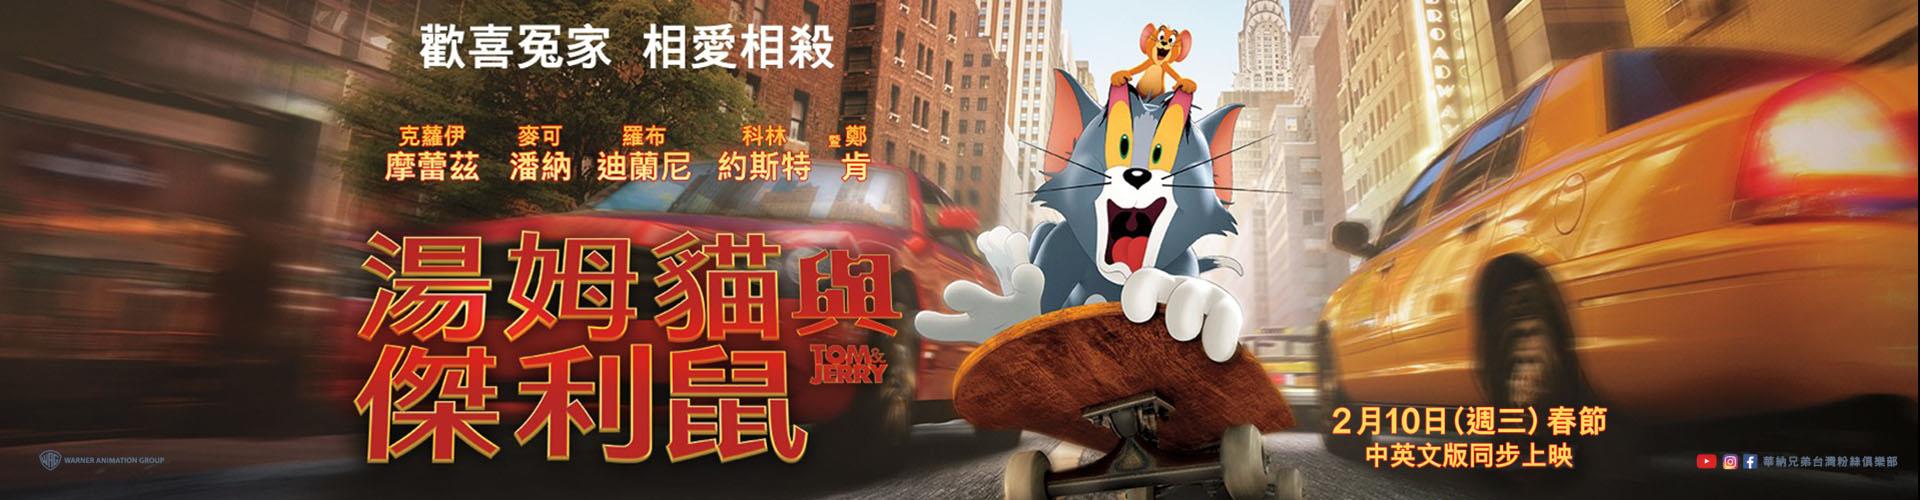 歡喜冤家 相愛相殺
克蘿伊 摩蕾茲
麥可 潘納
羅布 迪蘭尼
科林 約斯特
暨 鄭肯
湯姆貓與
傑利鼠
TOM & JERRY
BROADWAY
2月10日(週三)春節
中英文版同步上映
WARNER ANIMATION GROUP
華納兄弟台灣粉絲俱樂部